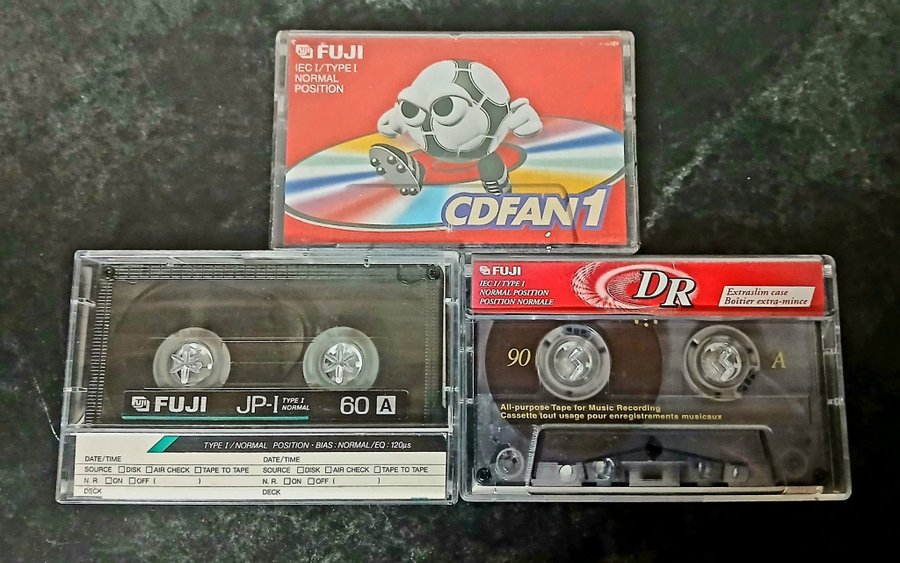 FUJI
IEC I/TYPE I
NORMAL
POSITION
CDFAN1
FUJI JP-I TYPE I NORMAL 60 A
TYPE I/NORMAL POSITION · BIAS: NORMAL/EQ: 120µs
DATE/TIME DATE/TIME
SOURCE □DISK □AIR CHECK □TAPE TO TAPE SOURCE □DISK □AIR CHECK □TAPE TO TAPE
N. R. □ON □OFF ( ) N. R. □ON □OFF ( )
DECK DECK
FUJI
IEC I/TYPE I
NORMAL POSITION
POSITION NORMALE
DR
Extraslim case
Boîtier extra-mince
90 A
All-purpose Tape for Music Recording
Cassette tout usage pour enregistrements musicaux